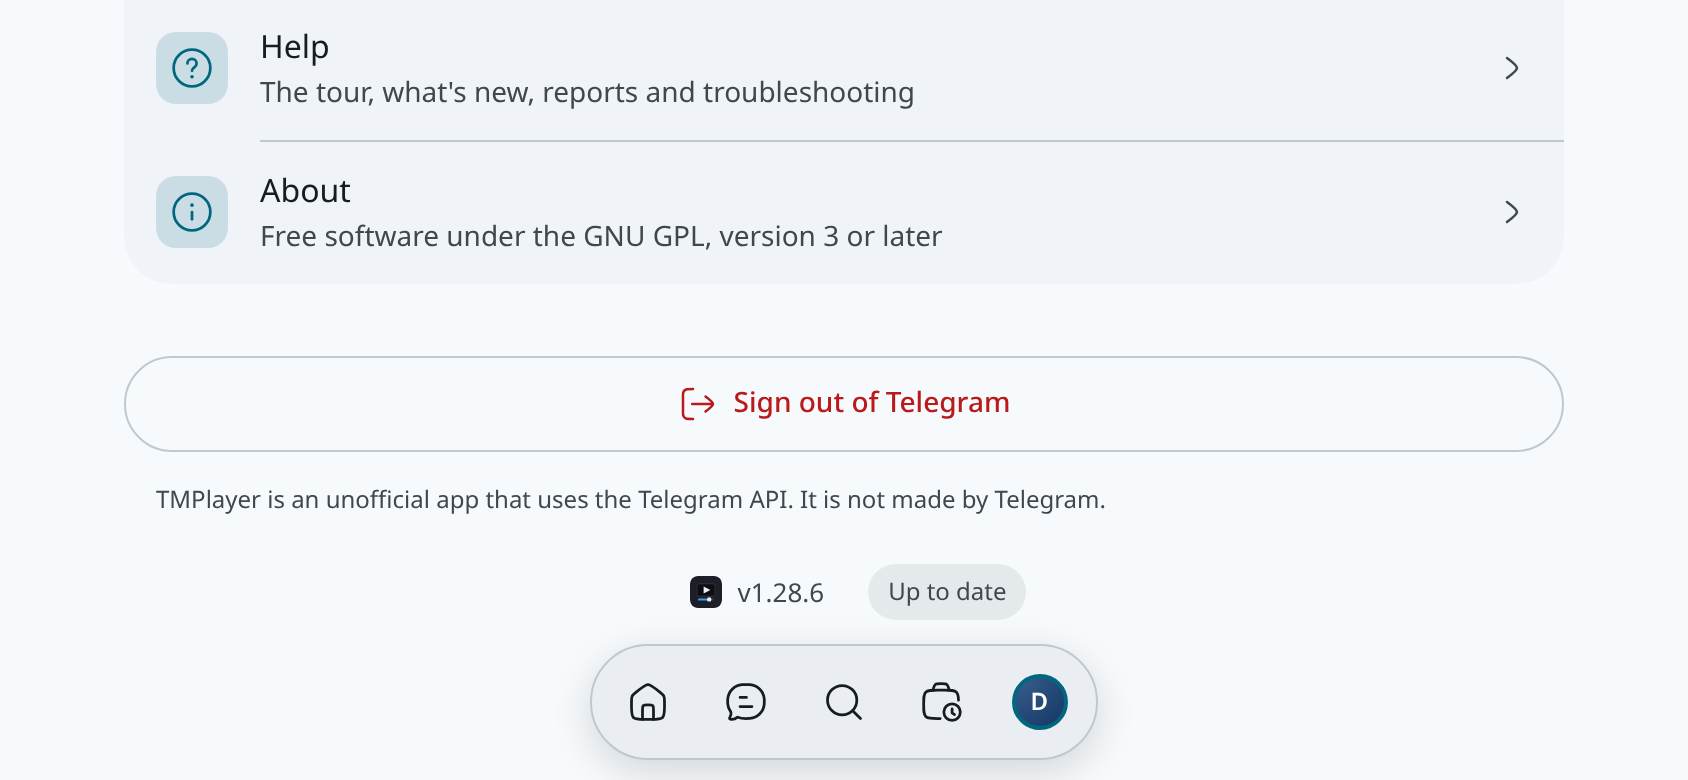 Help
The tour, what's new, reports and troubleshooting
About
Free software under the GNU GPL, version 3 or later
Sign out of Telegram
TMPlayer is an unofficial app that uses the Telegram API. It is not made by Telegram.
v1.28.6 Up to date
D